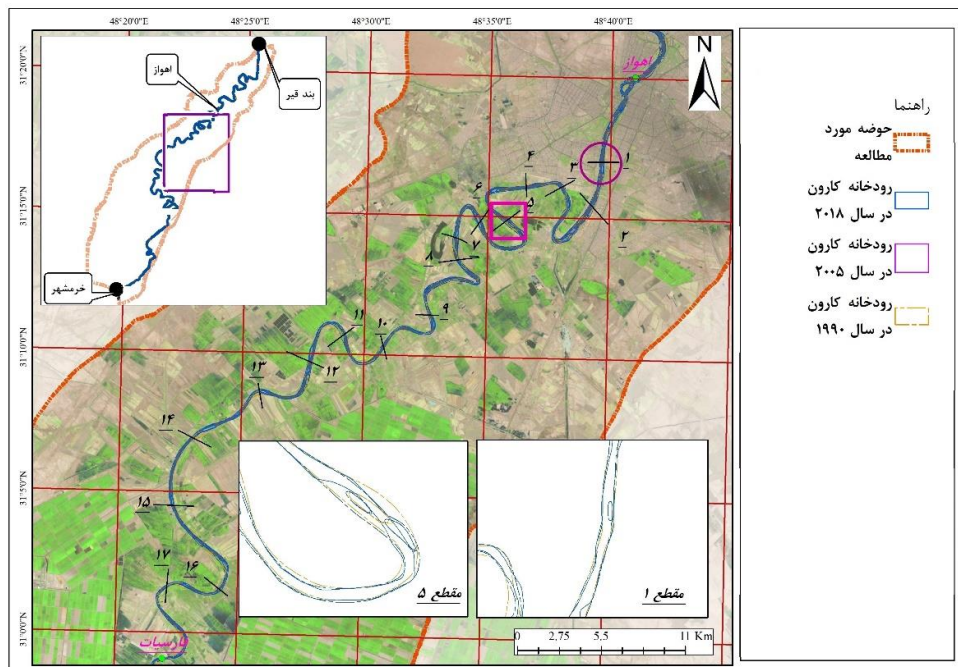 48°20'0"E
48°25'0"E
48°30'0"E
48°35'0"E
48°40'0"E
31°20'0"N
31°15'0"N
31°10'0"N
31°5'0"N
31°0'0"N
N
اهواز
اهواز
بند قیر
خرمشهر
۱
۲
۳
۴
۵
۶
۷
۸
۹
۱۰
۱۱
۱۲
۱۳
۱۴
۱۵
۱۶
۱۷
فارسیات
مقطع ۵
مقطع ۱
0 2.75 5.5 11 Km
راهنما
حوضه مورد
مطالعه
رودخانه کارون
در سال ۲۰۱۸
رودخانه کارون
در سال ۲۰۰۵
رودخانه کارون
در سال ۱۹۹۰